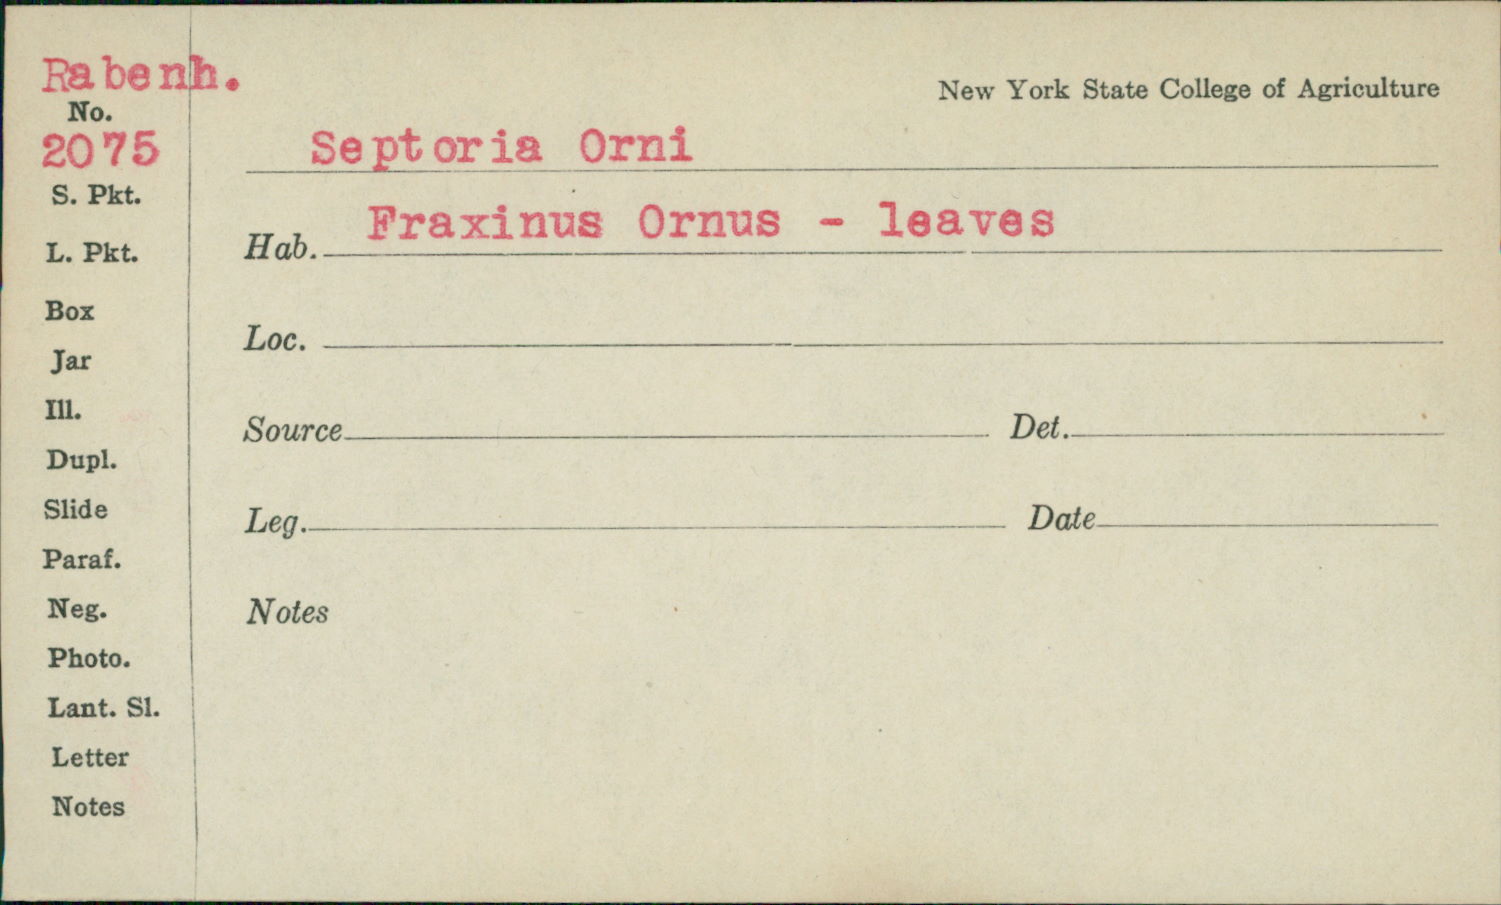 Rabenh.
New York State College of Agriculture
No.
2075
Septoria Orni
S. Pkt.
Hab. Fraxinus Ornus - leaves
L. Pkt.
Box
Loc.
Jar
Ill.
Source Det.
Dupl.
Slide
Leg. Date
Paraf.
Neg.
Notes
Photo.
Lant. Sl.
Letter
Notes